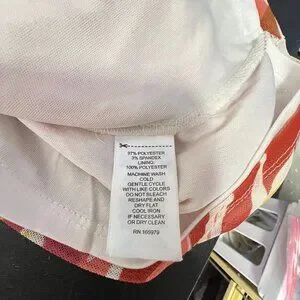 97% POLYESTER
3% SPANDEX
LINING:
100% POLYESTER
MACHINE WASH
COLD
GENTLE CYCLE
WITH LIKE COLORS
DO NOT BLEACH
RESHAPE AND
DRY FLAT
COOL IRON
IF NECESSARY
OR DRY CLEAN
RN 165979